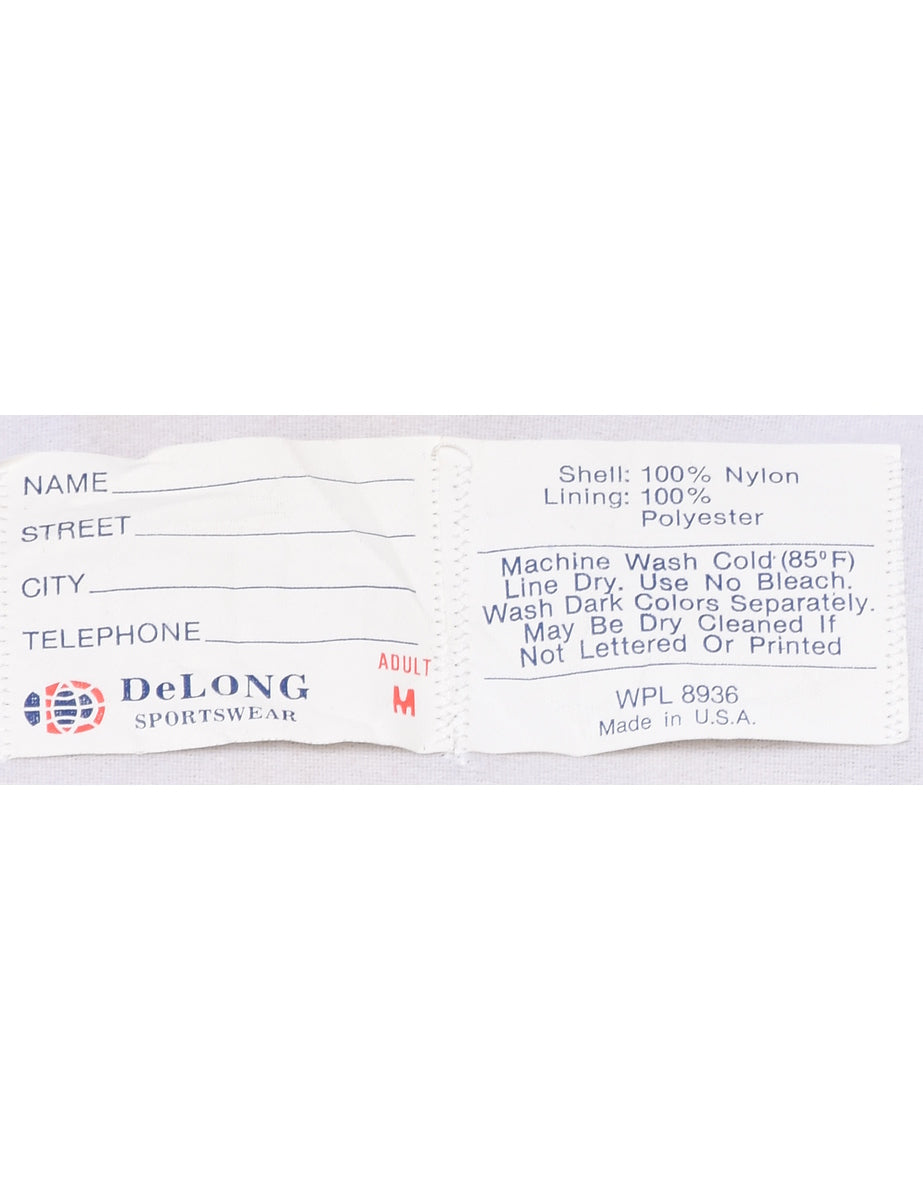 NAME
STREET
CITY
TELEPHONE
DeLONG
SPORTSWEAR
ADULT
M
Shell: 100% Nylon
Lining: 100%
Polyester
Machine Wash Cold (85ºF)
Line Dry. Use No Bleach.
Wash Dark Colors Separately.
May Be Dry Cleaned If
Not Lettered Or Printed
WPL 8936
Made in U.S.A.